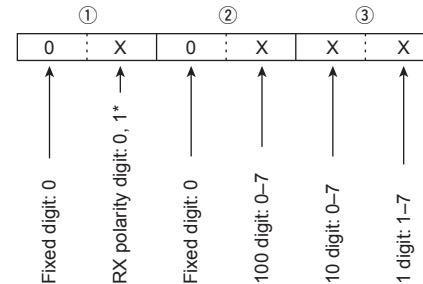 ① ② ③
0 X 0 X X X
Fixed digit: 0
RX polarity digit: 0, 1*
Fixed digit: 0
100 digit: 0–7
10 digit: 0–7
1 digit: 1–7